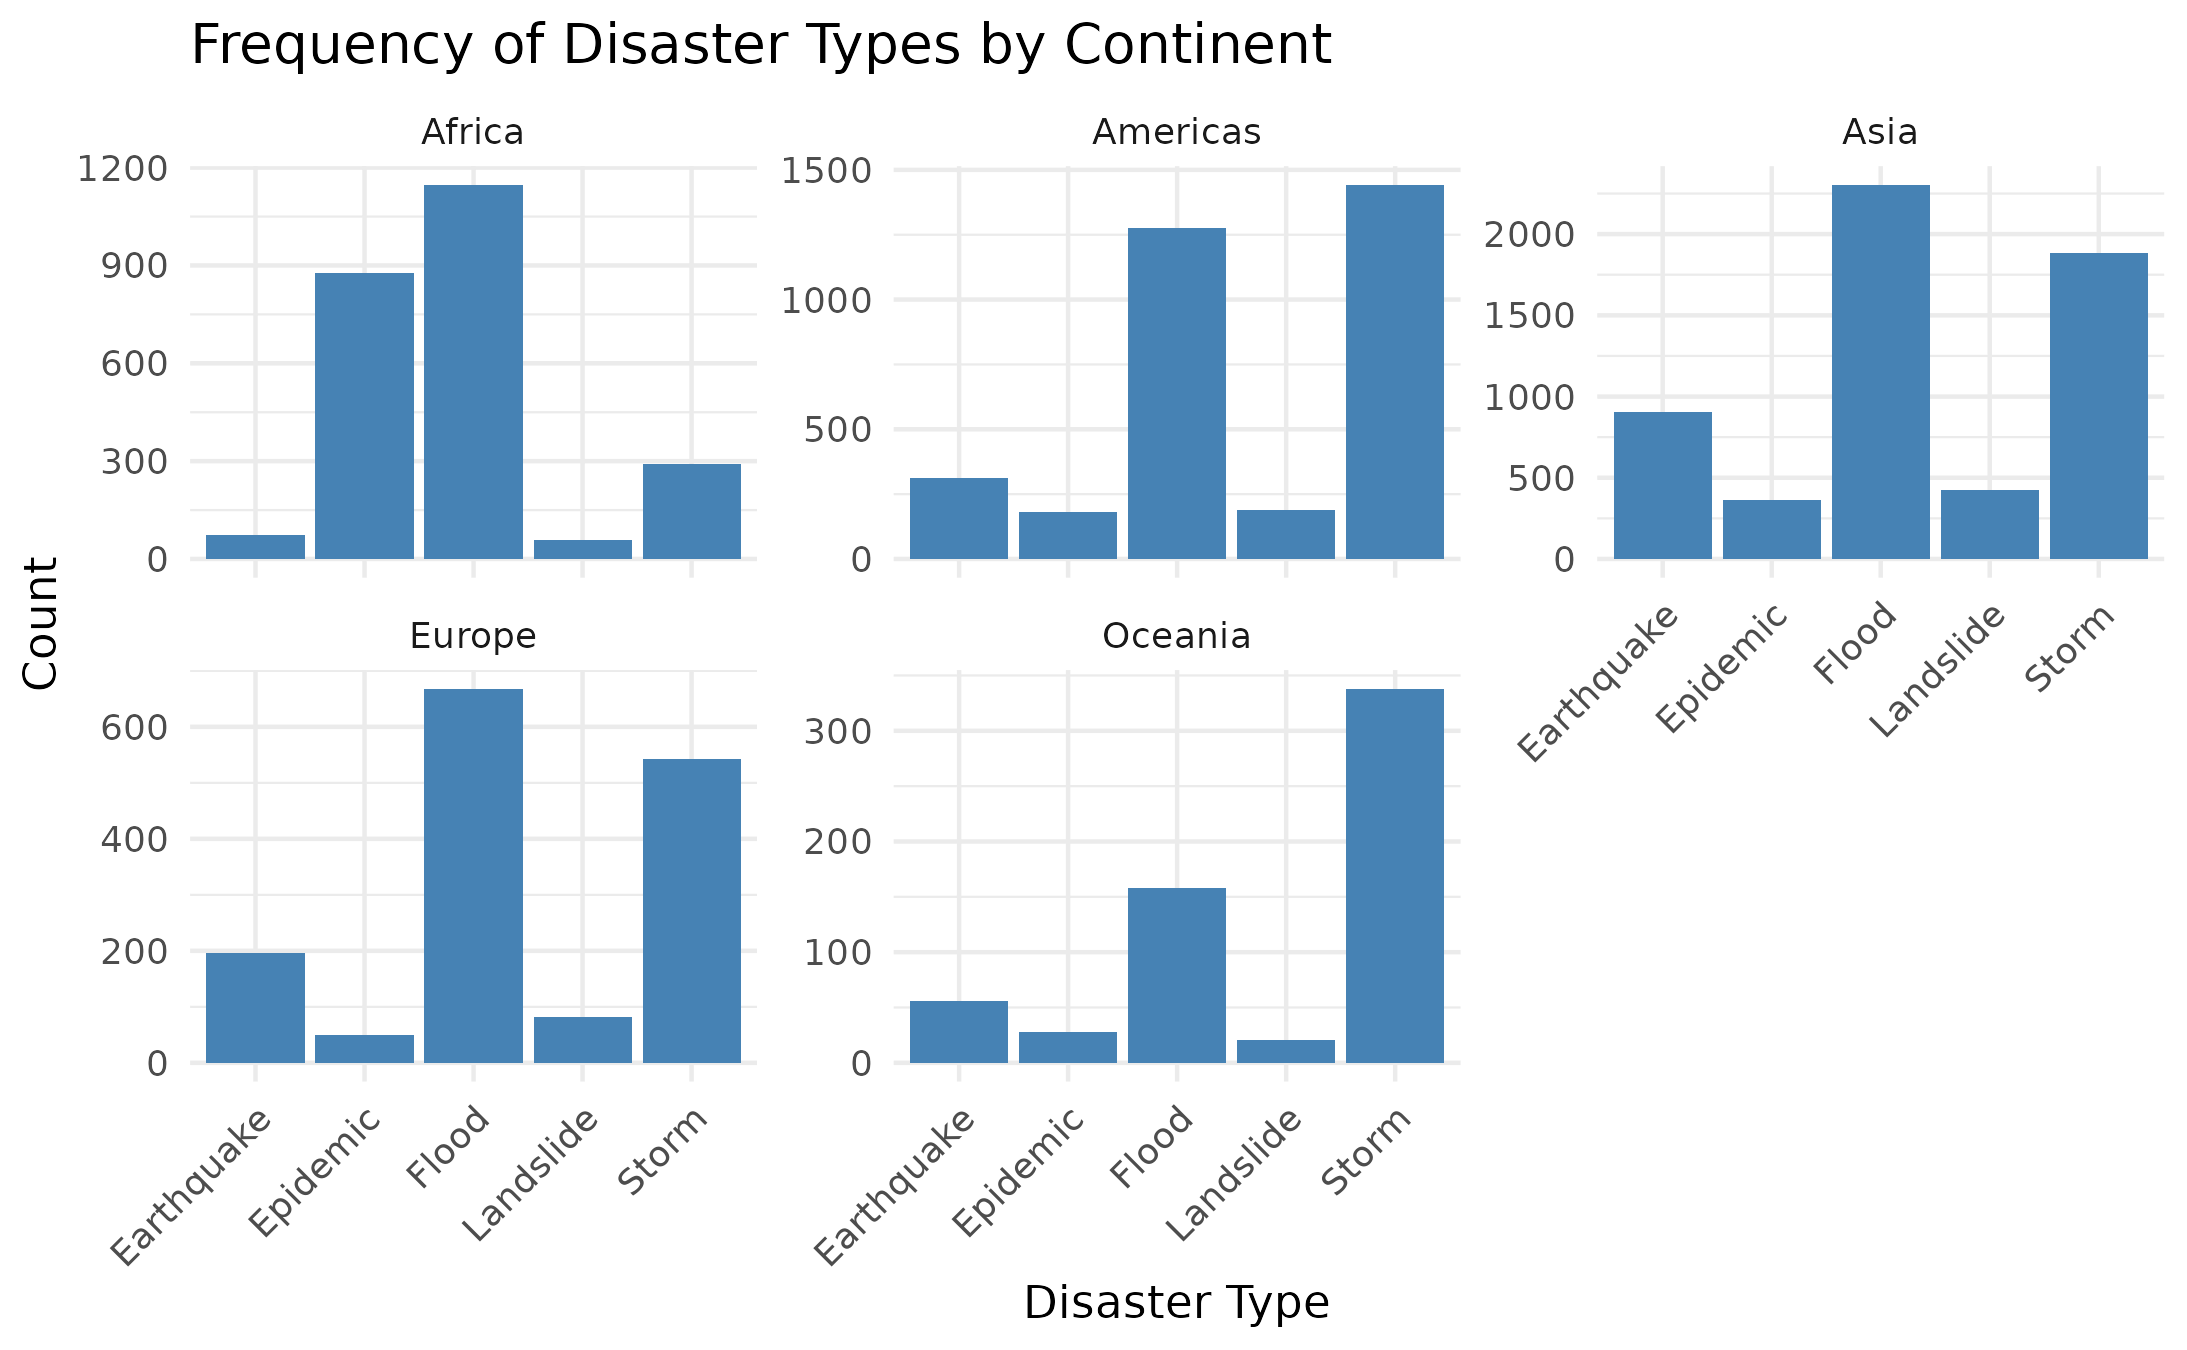 Frequency of Disaster Types by Continent
Africa
1200
900
600
300
0
Americas
1500
1000
500
0
Asia
2000
1500
1000
500
0
Earthquake
Epidemic
Flood
Landslide
Storm
Count
Europe
600
400
200
0
Earthquake
Epidemic
Flood
Landslide
Storm
Oceania
300
200
100
0
Earthquake
Epidemic
Flood
Landslide
Storm
Disaster Type